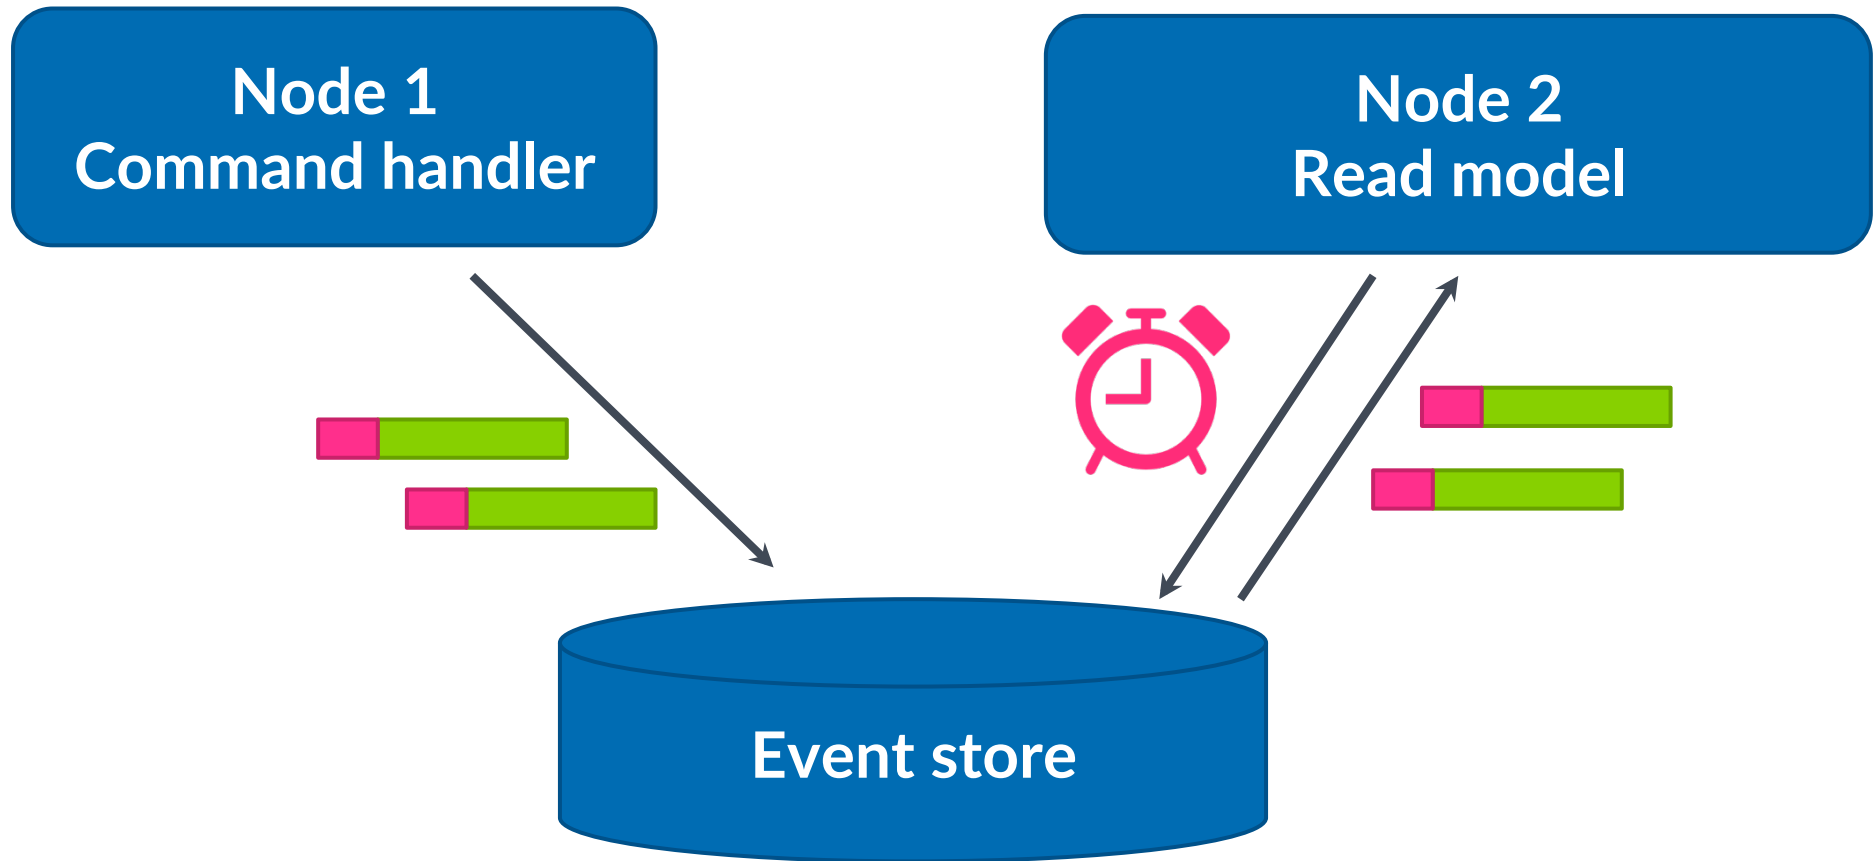 Node 1
Command handler
Node 2
Read model
Event store